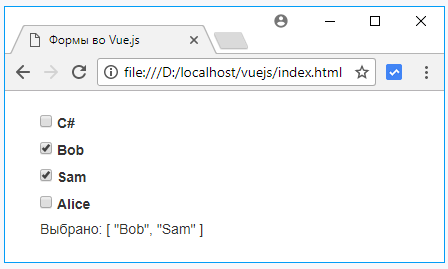 Формы во Vue.js
file:///D:/localhost/vuejs/index.html
C#
Bob
Sam
Alice
Выбрано: [ "Bob", "Sam" ]